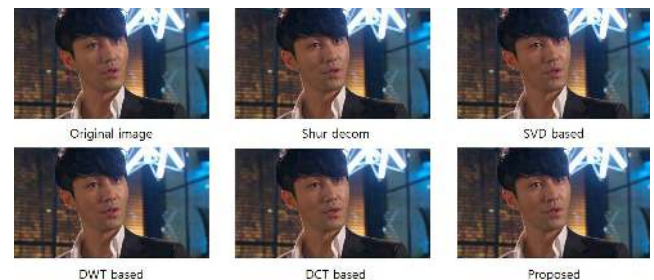 Original image
Shur decom
SVD based
DWT based
DCT based
Proposed